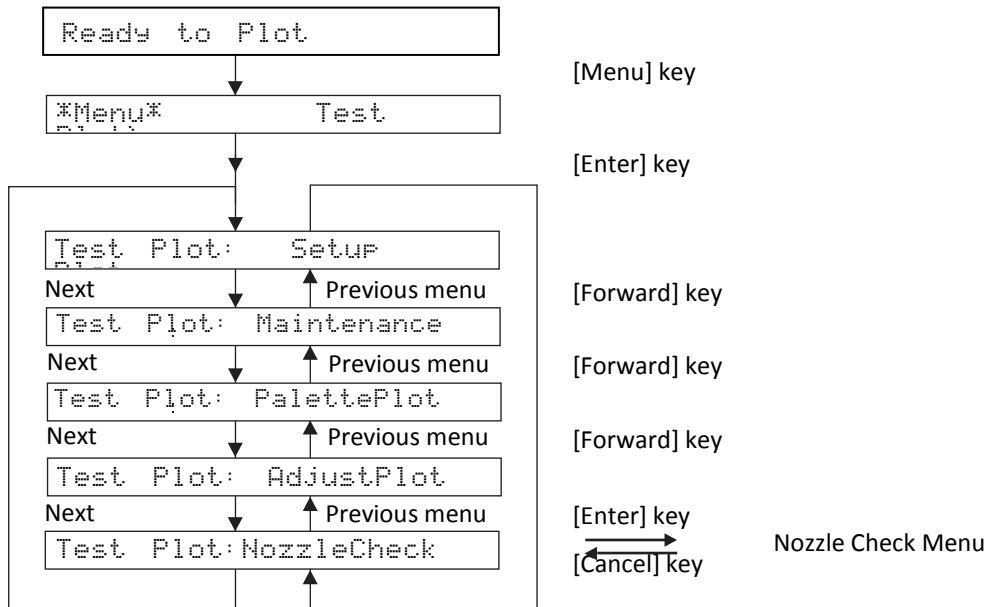 Ready to Plot
[Menu] key
*Menu* Test
[Enter] key
Test Plot: Setup
Next Previous menu [Forward] key
Test Plot: Maintenance
Next Previous menu [Forward] key
Test Plot: PalettePlot
Next Previous menu [Forward] key
Test Plot: AdjustPlot
Next Previous menu [Enter] key
Test Plot:NozzleCheck Nozzle Check Menu
[Cancel] key